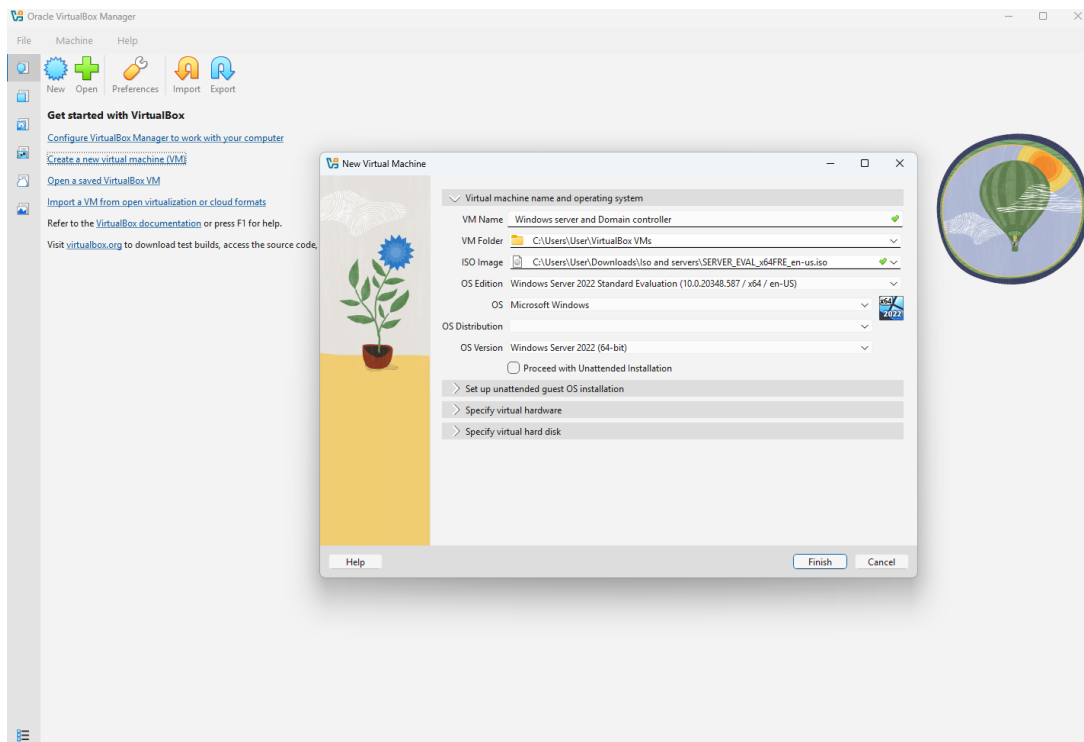 Oracle VirtualBox Manager
File Machine Help
New Open Preferences Import Export
Get started with VirtualBox
Configure VirtualBox Manager to work with your computer
Create a new virtual machine (VM)
Open a saved VirtualBox VM
Import a VM from open virtualization or cloud formats
Refer to the VirtualBox documentation or press F1 for help.
Visit virtualbox.org to download test builds, access the source code,
New Virtual Machine
Virtual machine name and operating system
VM Name Windows server and Domain controller
VM Folder C:\Users\User\VirtualBox VMs
ISO Image C:\Users\User\Downloads\Iso and servers\SERVER_EVAL_x64FRE_en-us.iso
OS Edition Windows Server 2022 Standard Evaluation (10.0.20348.587 / x64 / en-US)
OS Microsoft Windows
x64
2022
OS Distribution
OS Version Windows Server 2022 (64-bit)
Proceed with Unattended Installation
Set up unattended guest OS installation
Specify virtual hardware
Specify virtual hard disk
Help Finish Cancel